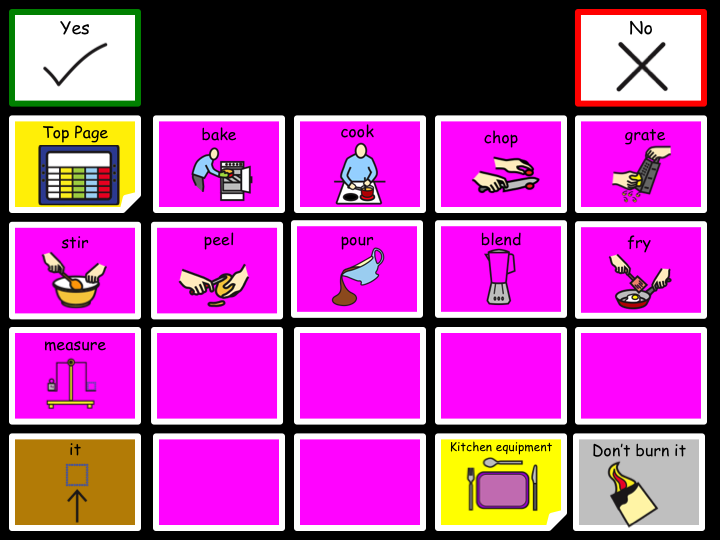 Yes
No
Top Page
bake
cook
chop
grate
stir
peel
pour
blend
fry
measure
it
Kitchen equipment
Don't burn it